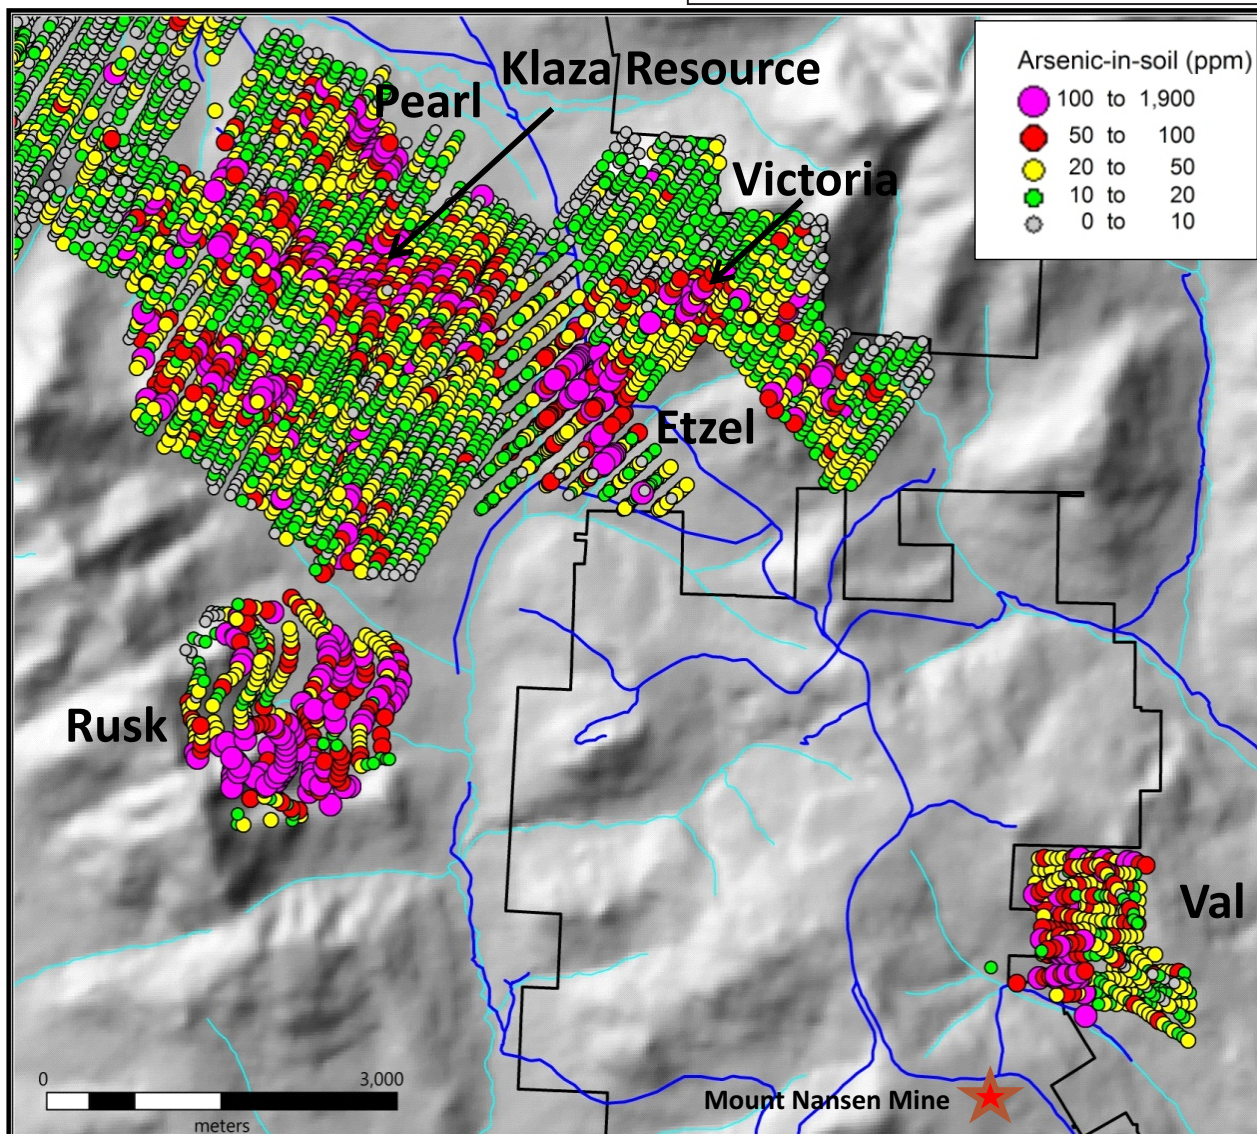 Klaza Resource
Pearl
Victoria
Etzel
Rusk
Val
Mount Nansen Mine
Arsenic-in-soil (ppm)
100 to 1,900
50 to 100
20 to 50
10 to 20
0 to 10
0 3,000
meters